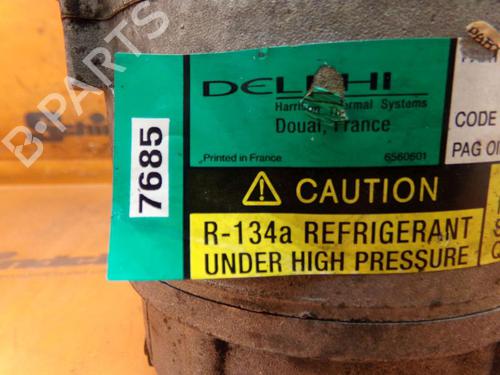 DELPHI
Harrison Thermal Systems
Douai, France
Printed in France
6560601
7685
CODE
PAG OI
CAUTION
R-134a REFRIGERANT
UNDER HIGH PRESSURE